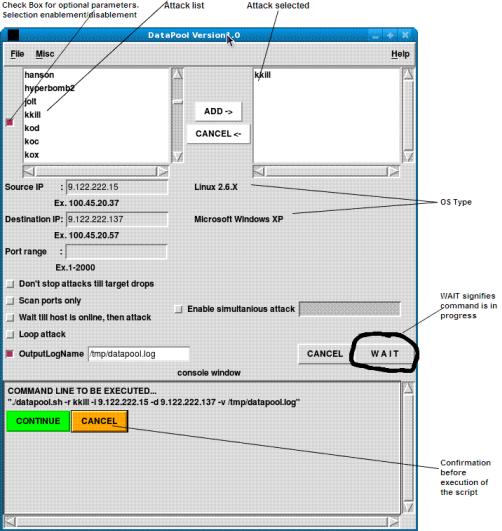 Check Box for optional parameters.
Selection enablement/disablement
Attack list
Attack selected
DataPool Version1.0
File Misc Help
hanson
hyperbomb2
jolt
kkill
kod
koc
kox
kkill
ADD ->
CANCEL <-
Source IP : 9.122.222.15
Linux 2.6.X
Ex. 100.45.20.37
OS Type
Destination IP: 9.122.222.137
Microsoft Windows XP
Ex. 100.45.20.57
Port range :
Ex.1-2000
Don't stop attacks till target drops
Scan ports only
Wait till host is online, then attack
Enable simultanious attack
Loop attack
WAIT signifies
command is in
progress
OutputLogName /tmp/datapool.log
CANCEL
W A I T
console window
COMMAND LINE TO BE EXECUTED...
"./datapool.sh -r kkill -i 9.122.222.15 -d 9.122.222.137 -v /tmp/datapool.log"
CONTINUE
CANCEL
Confirmation
before
execution of
the script